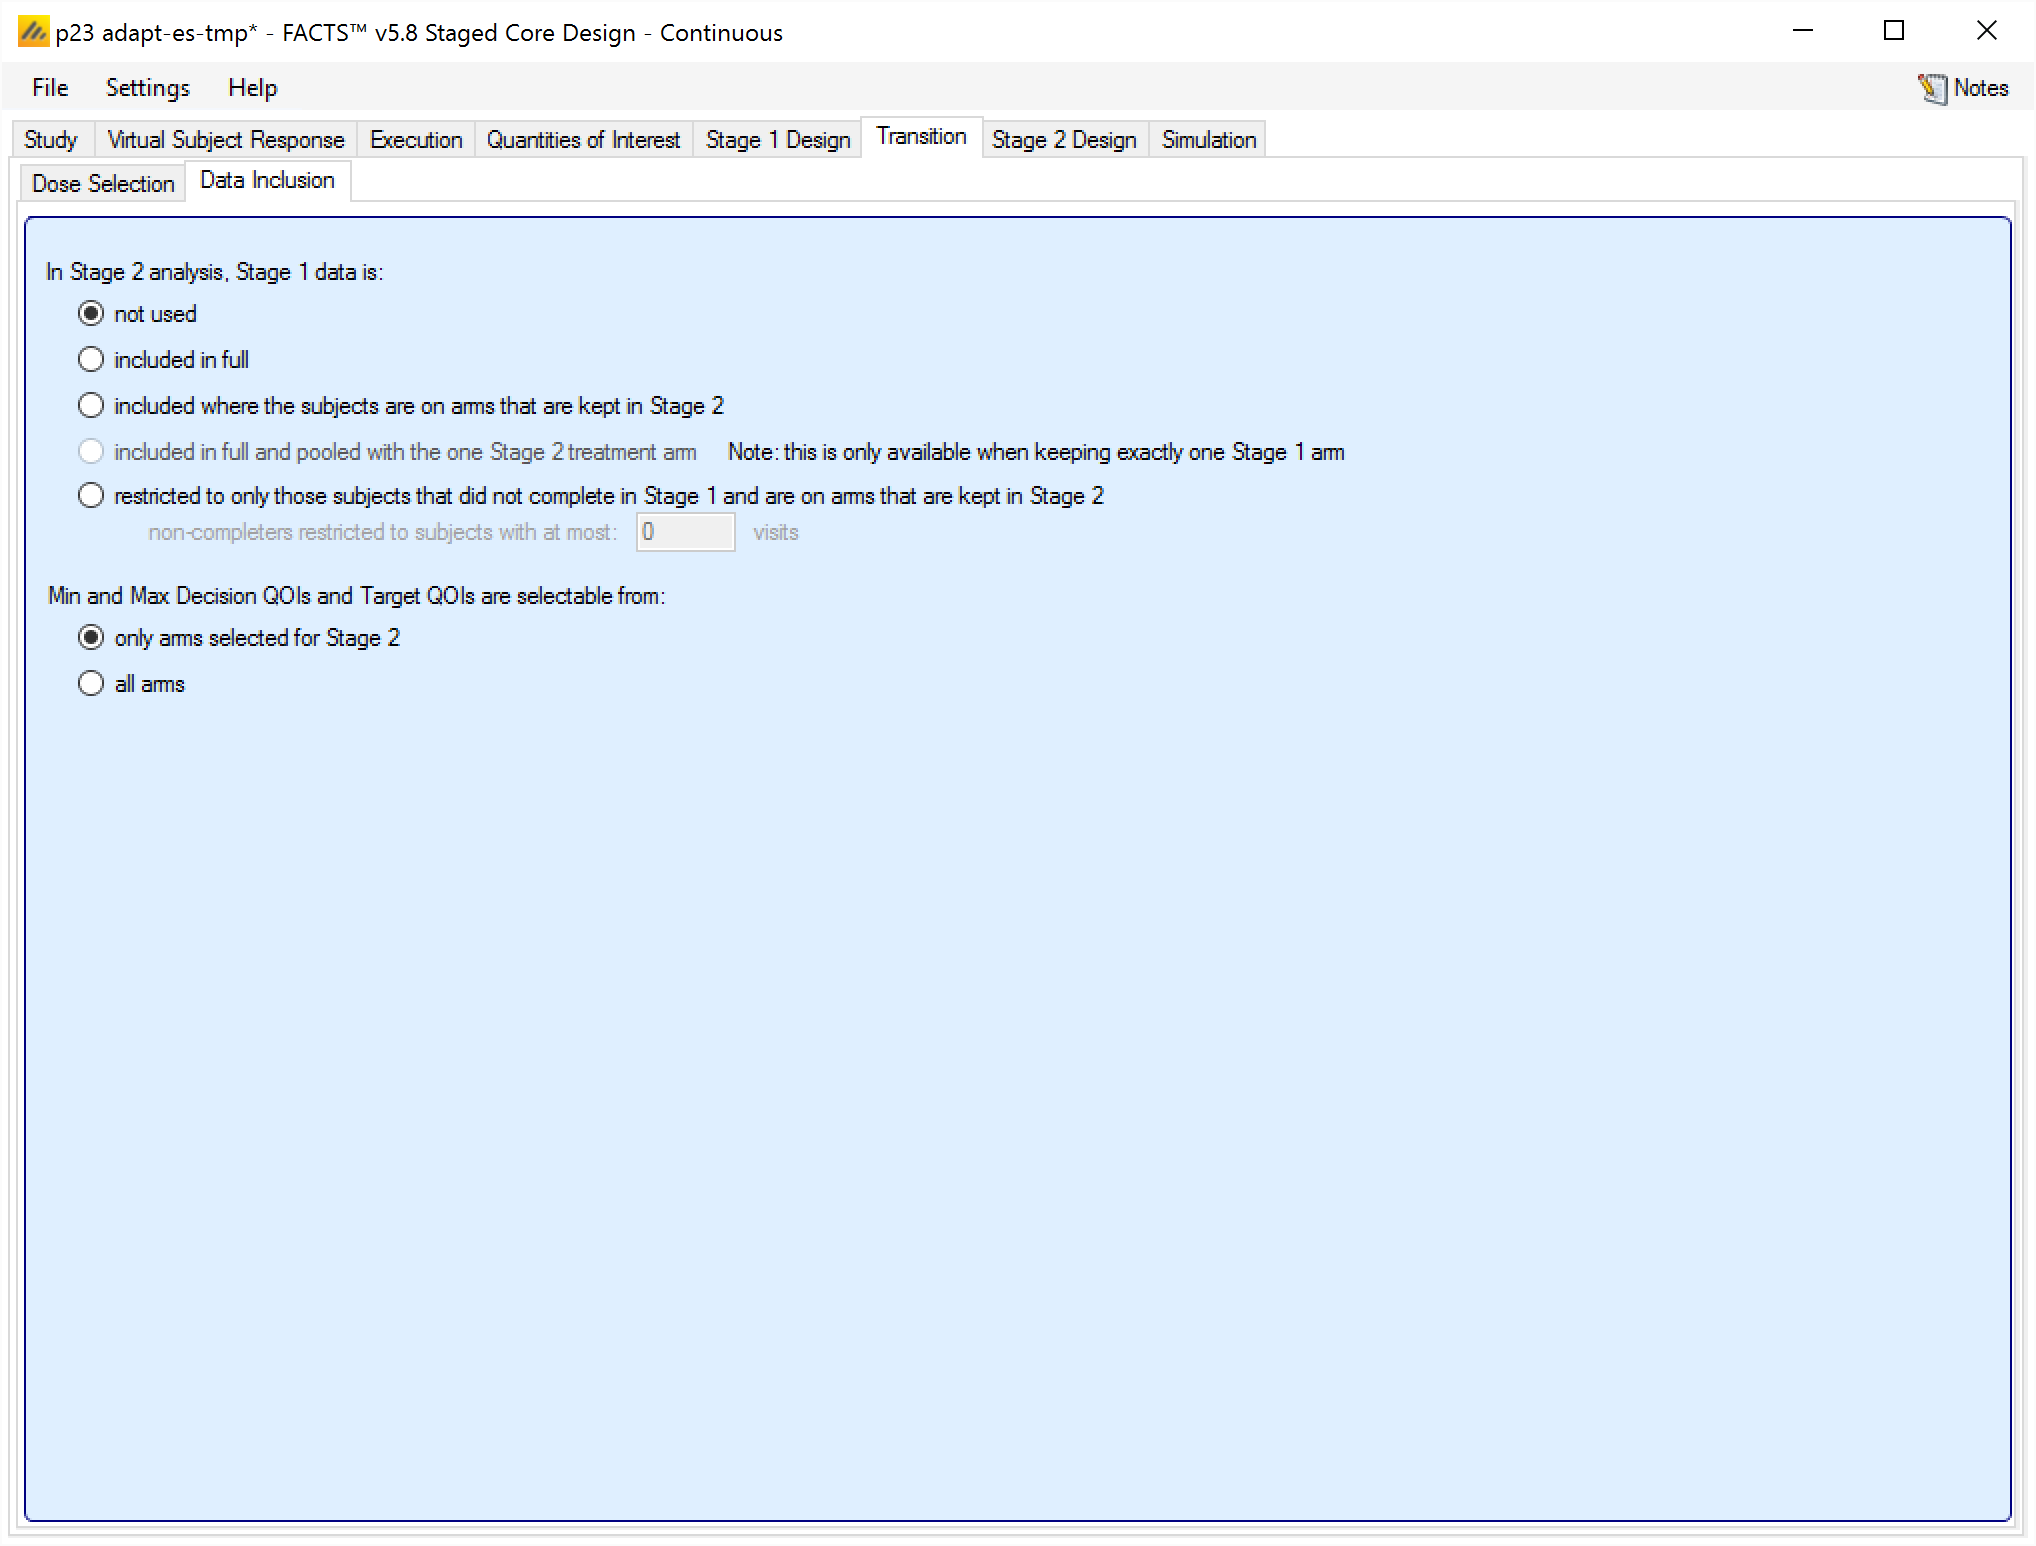 p23 adapt-es-tmp* - FACTS™ v5.8 Staged Core Design - Continuous
File Settings Help Notes
Study Virtual Subject Response Execution Quantities of Interest Stage 1 Design Transition Stage 2 Design Simulation
Dose Selection Data Inclusion
In Stage 2 analysis, Stage 1 data is:
not used
included in full
included where the subjects are on arms that are kept in Stage 2
included in full and pooled with the one Stage 2 treatment arm Note: this is only available when keeping exactly one Stage 1 arm
restricted to only those subjects that did not complete in Stage 1 and are on arms that are kept in Stage 2
non-completers restricted to subjects with at most: 0 visits
Min and Max Decision QOIs and Target QOIs are selectable from:
only arms selected for Stage 2
all arms